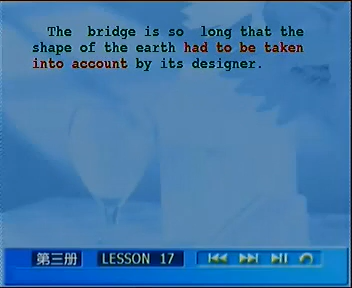 The bridge is so long that the
shape of the earth had to be taken
into account by its designer.
第三册 LESSON 17